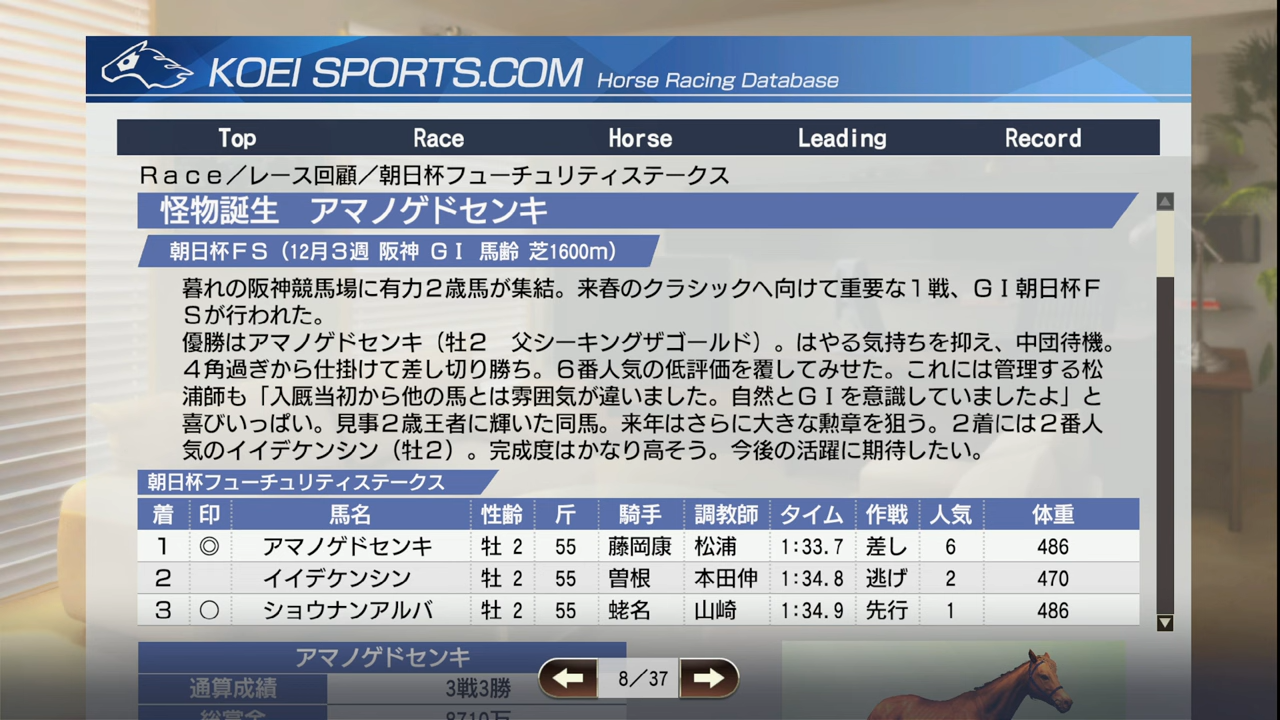 KOEI SPORTS.COM Horse Racing Database
Top Race Horse Leading Record
Ｒａｃｅ／レース回顧／朝日杯フューチュリティステークス
怪物誕生　アマノゲドセンキ
朝日杯ＦＳ（12月３週 阪神 ＧⅠ 馬齢 芝1600m）
暮れの阪神競馬場に有力２歳馬が集結。来春のクラシックへ向けて重要な１戦、ＧⅠ朝日杯Ｆ
Ｓが行われた。
優勝はアマノゲドセンキ（牡２　父シーキングザゴールド）。はやる気持ちを抑え、中団待機。
４角過ぎから仕掛けて差し切り勝ち。６番人気の低評価を覆してみせた。これには管理する松
浦師も「入厩当初から他の馬とは雰囲気が違いました。自然とＧⅠを意識していましたよ」と
喜びいっぱい。見事２歳王者に輝いた同馬。来年はさらに大きな勲章を狙う。２着には２番人
気のイイデケンシン（牡２）。完成度はかなり高そう。今後の活躍に期待したい。
朝日杯フューチュリティステークス
着 印 馬名 性齢 斤 騎手 調教師 タイム 作戦 人気 体重
1 ◎ アマノゲドセンキ 牡 2 55 藤岡康 松浦 1:33.7 差し 6 486
2 イイデケンシン 牡 2 55 曽根 本田伸 1:34.8 逃げ 2 470
3 ○ ショウナンアルバ 牡 2 55 蛯名 山崎 1:34.9 先行 1 486
アマノゲドセンキ
通算成績 3戦3勝
8／37